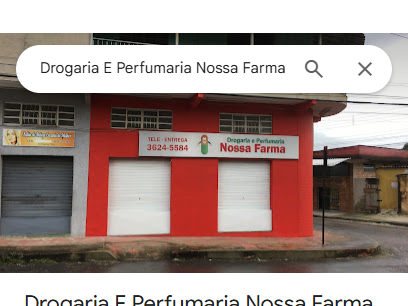 Drogaria E Perfumaria Nossa Farma
TELE - ENTREGA
3624-5584
Drogaria e Perfumaria
Nossa Farma
Drogaria E Perfumaria Nossa Farma